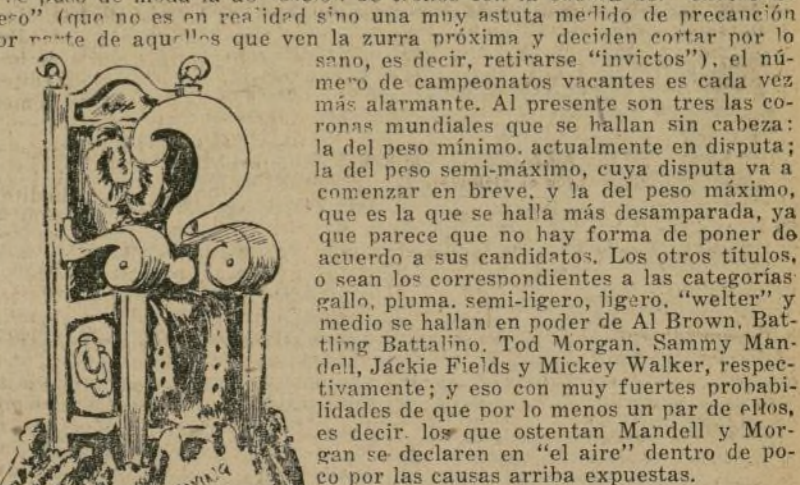 ero" (que no es en realidad sino una muy astuta medida de precanción
or parte de aquellos que ven la zurra próxima y deciden cortar por lo
sano, es decir, retirarse "invictos"), el nú-
mero de campeonatos vacantes es cada vez
más alarmante. Al presente son tres las co-
ronas mundiales que se hallan sin cabeza:
la del peso mínimo. actualmente en disputa;
la del peso semi-máximo, cuya disputa va a
comenzar en breve, y la del peso máximo,
que es la que se halla más desamparada, ya
que parece que no hay forma de poner de
acuerdo a sus candidatos. Los otros títulos,
o sean los correspondientes a las categorías
gallo, pluma. semi-ligero, ligero. "welter" y
medio se hallan en poder de Al Brown, Bat-
tling Battalino. Tod Morgan. Sammy Man-
dell, Jáckie Fields y Mickey Walker, respec-
tivamente; y eso con muy fuertes probabi-
lidades de que por lo menos un par de ellos,
es decir. los que ostentan Mandell y Mor-
gan se declaren en "el aire" dentro de po-
co por las causas arriba expuestas.